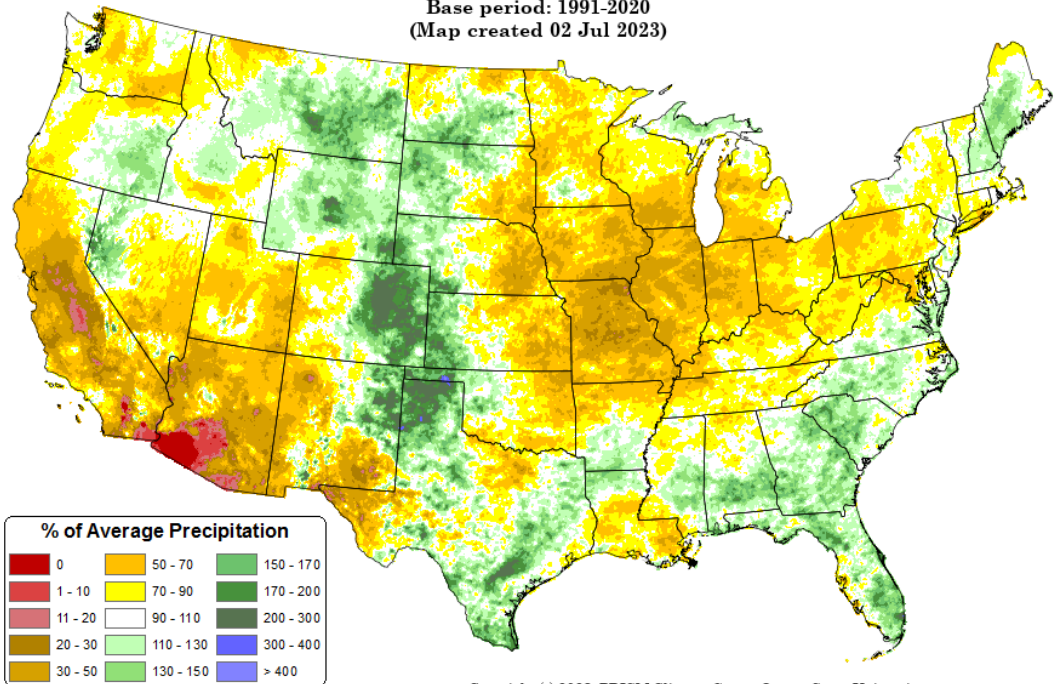 Base period: 1991-2020
(Map created 02 Jul 2023)
% of Average Precipitation
0
1 - 10
11 - 20
20 - 30
30 - 50
50 - 70
70 - 90
90 - 110
110 - 130
130 - 150
150 - 170
170 - 200
200 - 300
300 - 400
> 400